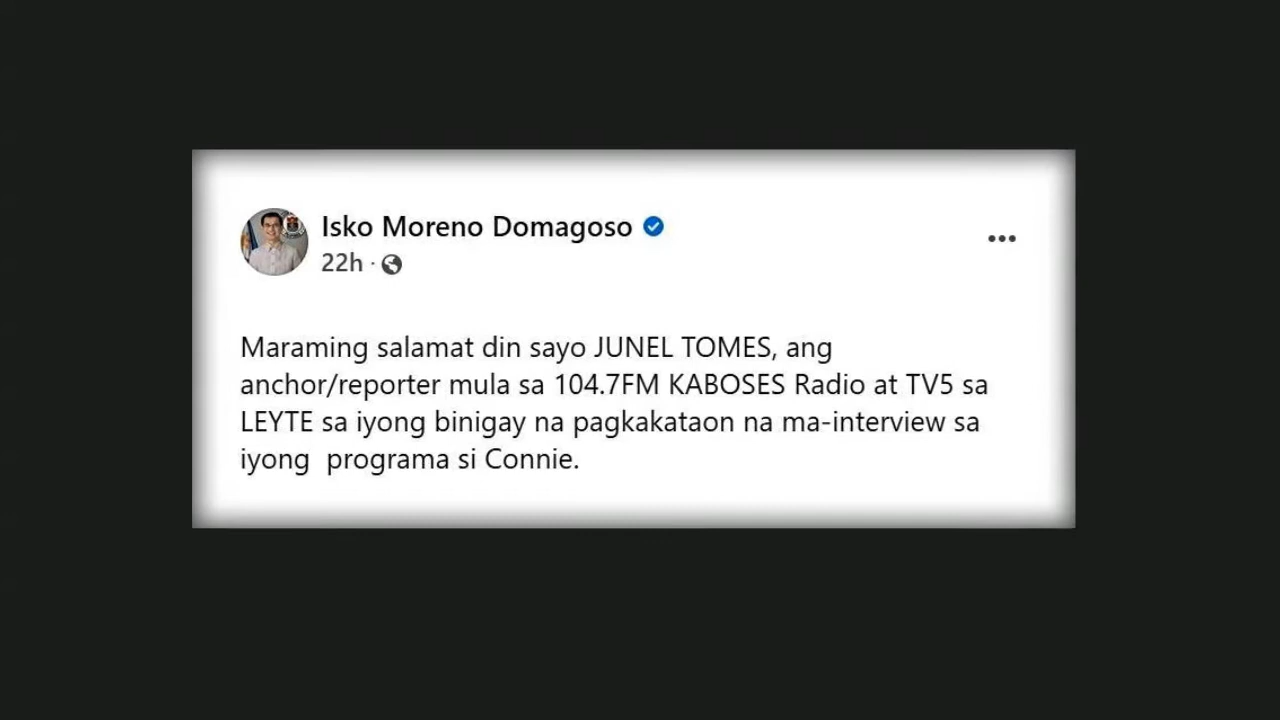 Isko Moreno Domagoso
22h ·
Maraming salamat din sayo JUNEL TOMES, ang
anchor/reporter mula sa 104.7FM KABOSES Radio at TV5 sa
LEYTE sa iyong binigay na pagkakataon na ma-interview sa
iyong  programa si Connie.